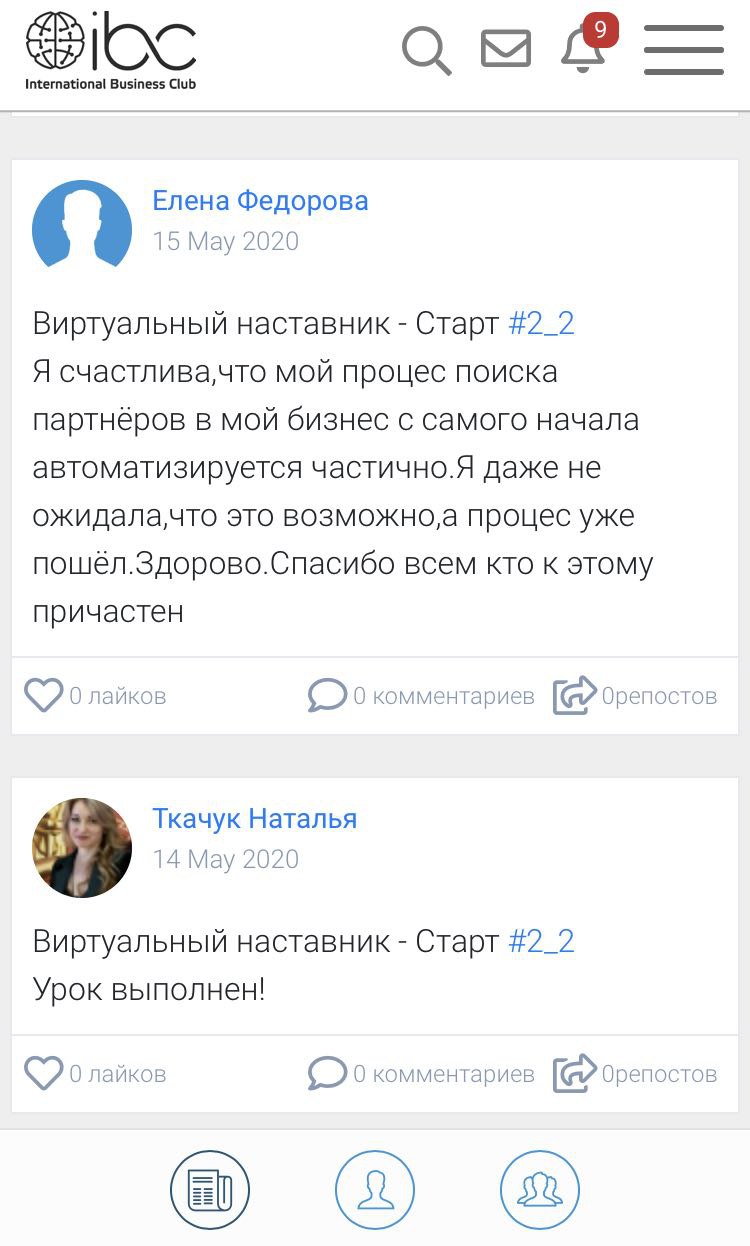 ibc
International Business Club
9
Елена Федорова
15 May 2020
Виртуальный наставник - Старт #2_2
Я счастлива,что мой процес поиска
партнёров в мой бизнес с самого начала
автоматизируется частично.Я даже не
ожидала,что это возможно,а процес уже
пошёл.Здорово.Спасибо всем кто к этому
причастен
0 лайков 0 комментариев 0репостов
Ткачук Наталья
14 May 2020
Виртуальный наставник - Старт #2_2
Урок выполнен!
0 лайков 0 комментариев 0репостов